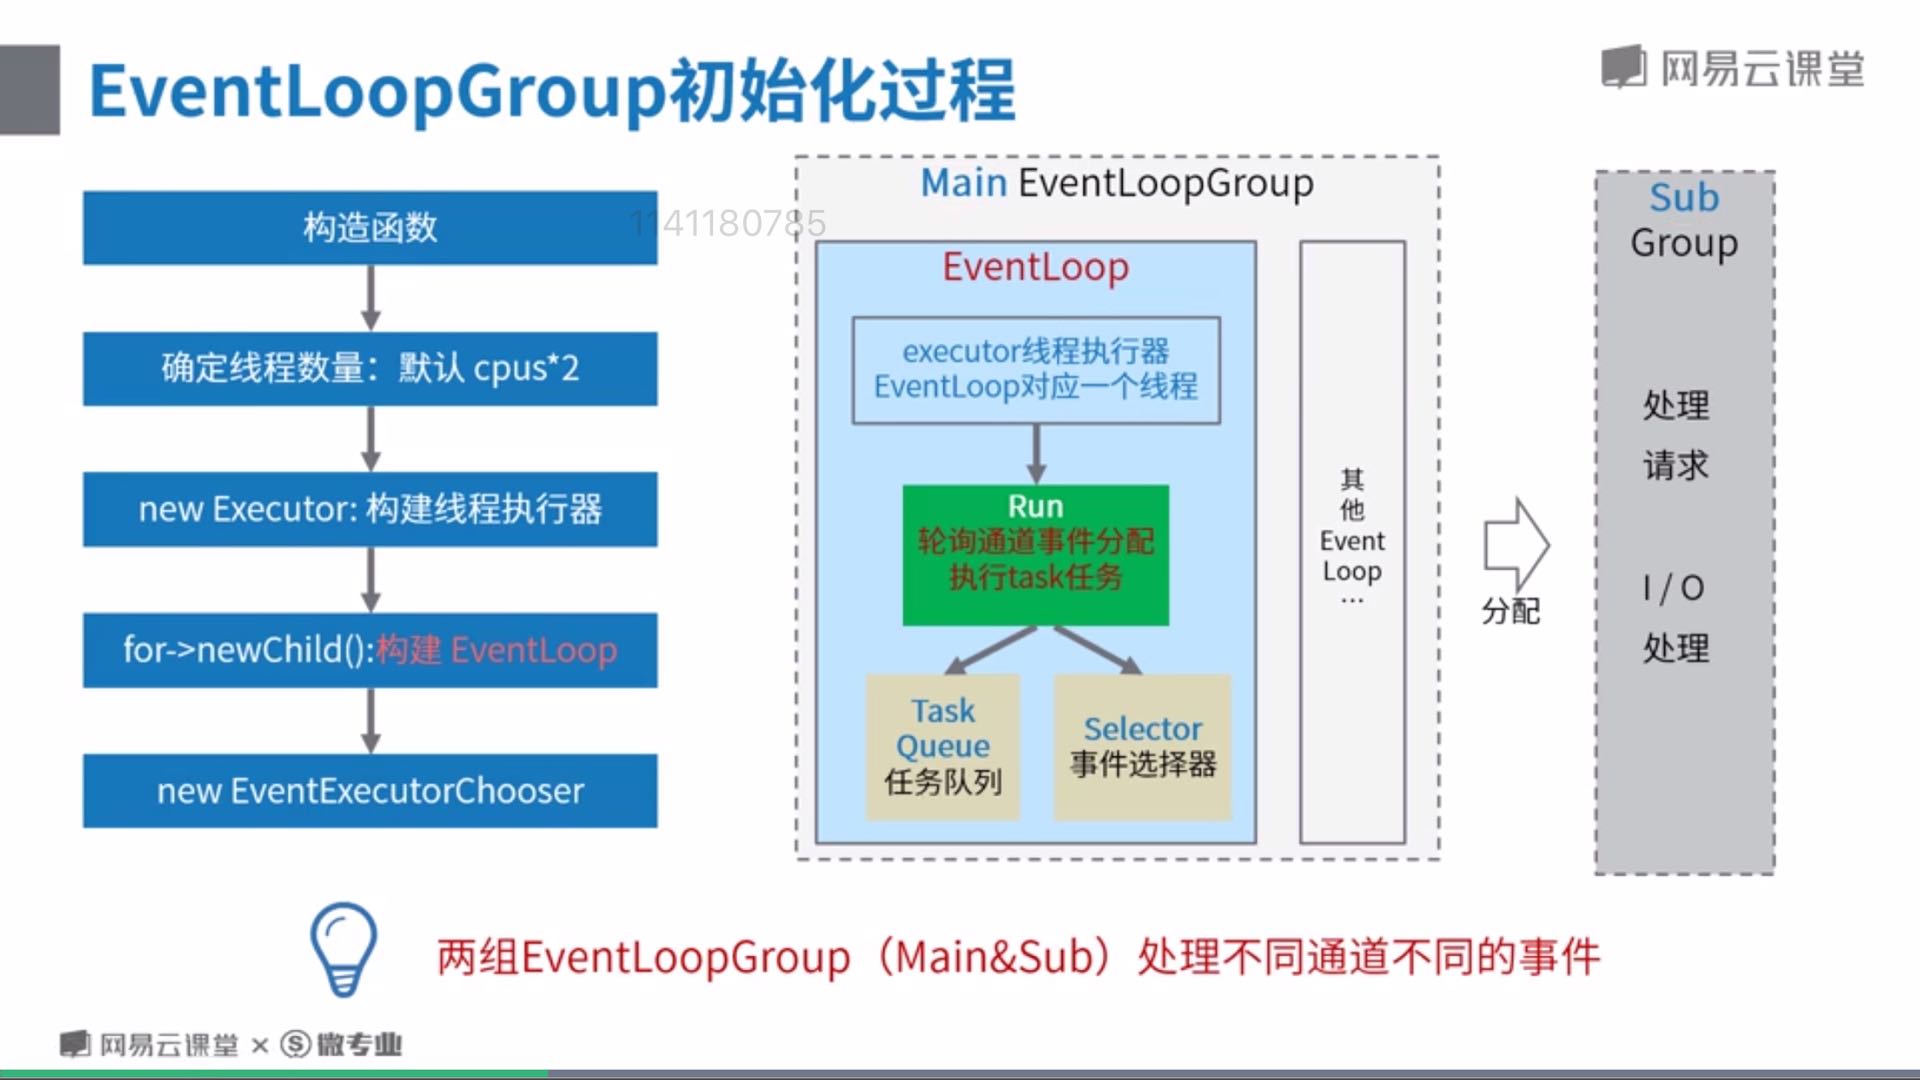 EventLoopGroup初始化过程
网易云课堂
构造函数
确定线程数量：默认 cpus*2
new Executor: 构建线程执行器
for->newChild():构建 EventLoop
new EventExecutorChooser
1141180785
Main EventLoopGroup
EventLoop
executor线程执行器
EventLoop对应一个线程
Run
轮询通道事件分配
执行task任务
Task
Queue
任务队列
Selector
事件选择器
其
他
Event
Loop
...
分配
Sub
Group
处理
请求
I / O
处理
两组EventLoopGroup（Main&Sub）处理不同通道不同的事件
网易云课堂 × 微专业